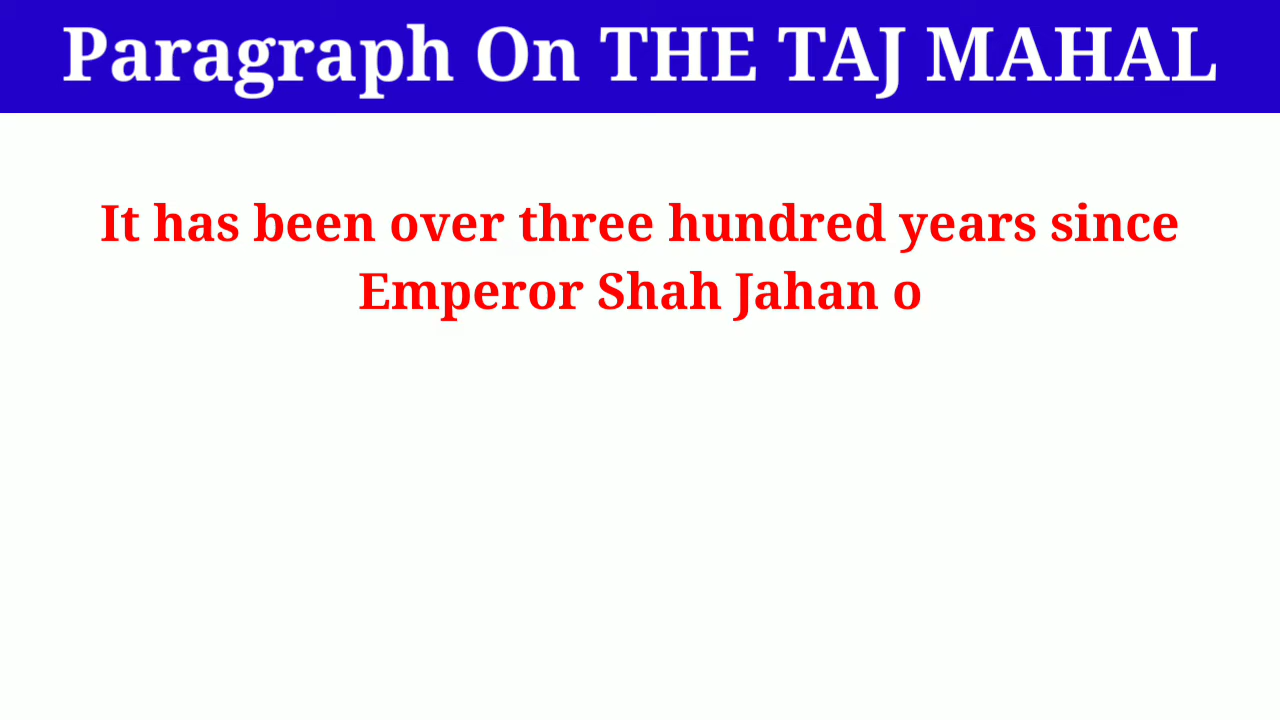 Paragraph On THE TAJ MAHAL
It has been over three hundred years since
Emperor Shah Jahan o